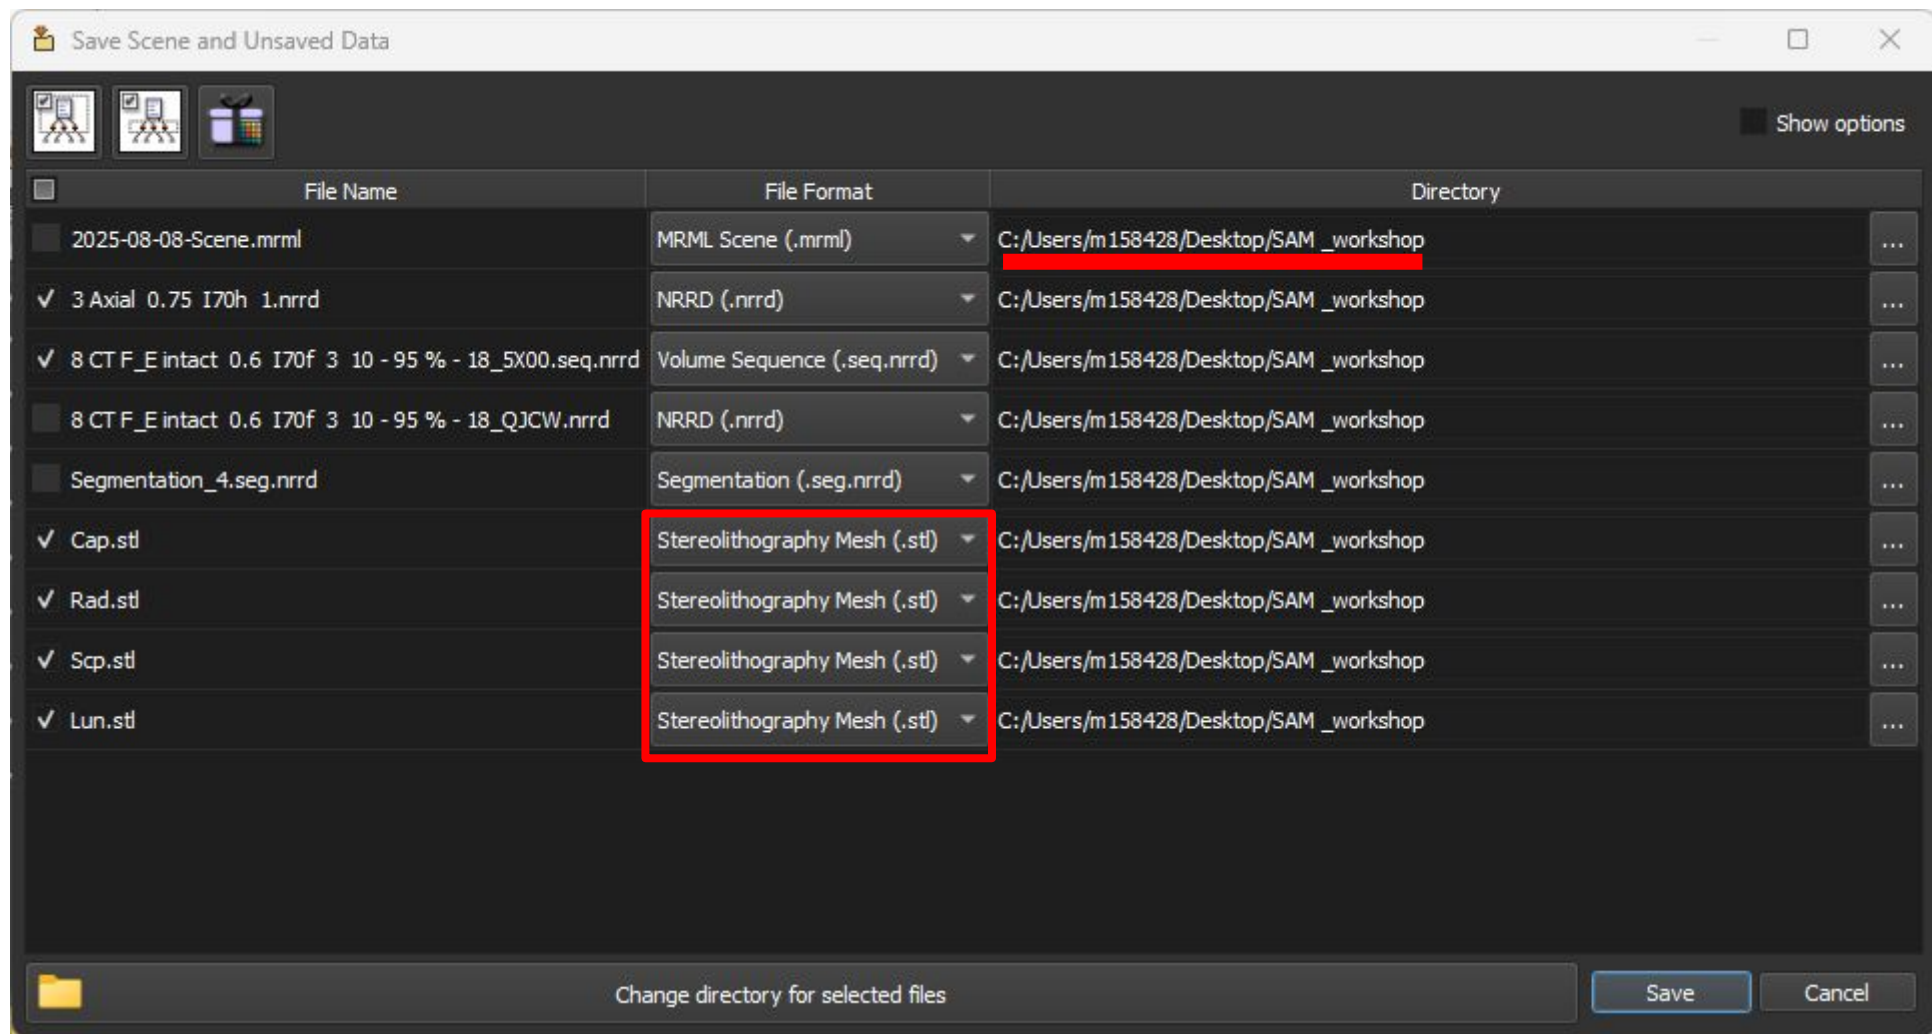 Save Scene and Unsaved Data
Show options
File Name File Format Directory
2025-08-08-Scene.mrml MRML Scene (.mrml) C:/Users/m158428/Desktop/SAM _workshop ...
3 Axial 0.75 I70h 1.nrrd NRRD (.nrrd) C:/Users/m158428/Desktop/SAM _workshop ...
8 CT F_E intact 0.6 I70f 3 10 - 95 % - 18_5X00.seq.nrrd Volume Sequence (.seq.nrrd) C:/Users/m158428/Desktop/SAM _workshop ...
8 CT F_E intact 0.6 I70f 3 10 - 95 % - 18_QJCW.nrrd NRRD (.nrrd) C:/Users/m158428/Desktop/SAM _workshop ...
Segmentation_4.seg.nrrd Segmentation (.seg.nrrd) C:/Users/m158428/Desktop/SAM _workshop ...
Cap.stl Stereolithography Mesh (.stl) C:/Users/m158428/Desktop/SAM _workshop ...
Rad.stl Stereolithography Mesh (.stl) C:/Users/m158428/Desktop/SAM _workshop ...
Scp.stl Stereolithography Mesh (.stl) C:/Users/m158428/Desktop/SAM _workshop ...
Lun.stl Stereolithography Mesh (.stl) C:/Users/m158428/Desktop/SAM _workshop ...
Change directory for selected files Save Cancel